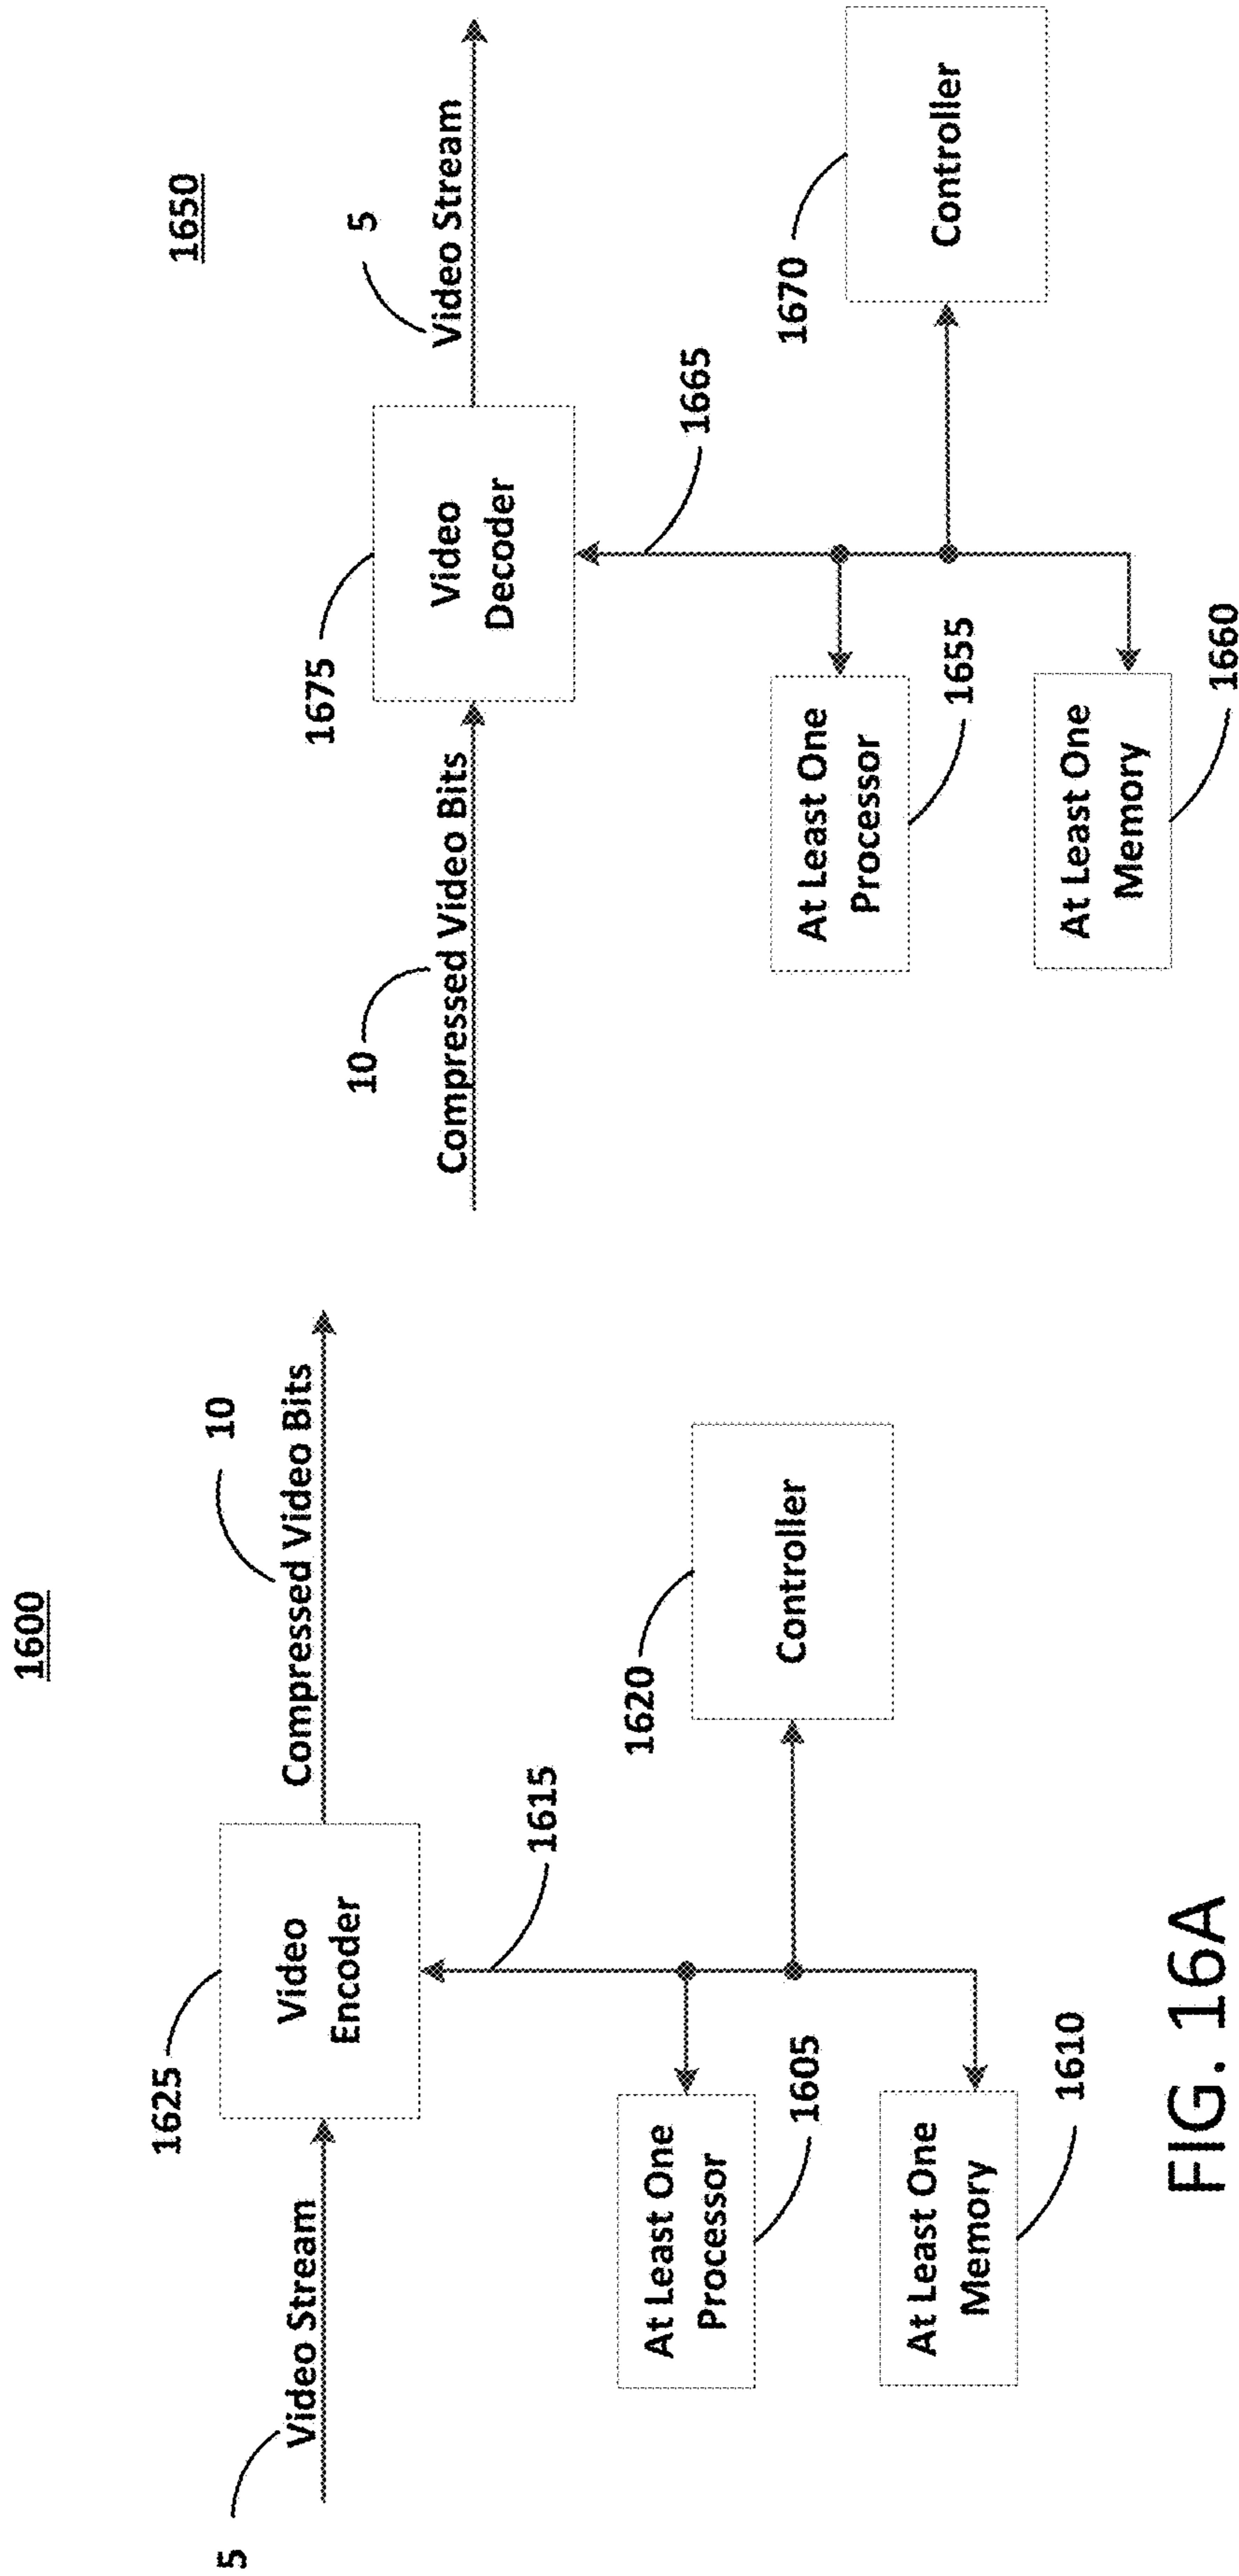 1600
5
Video Stream
1625
Video
Encoder
10
Compressed Video Bits
1615
At Least One
Processor
1605
1620
Controller
At Least One
Memory
1610
FIG. 16A
1650
10
Compressed Video Bits
1675
Video
Decoder
5
Video Stream
1665
At Least One
Processor
1655
1670
Controller
At Least One
Memory
1660